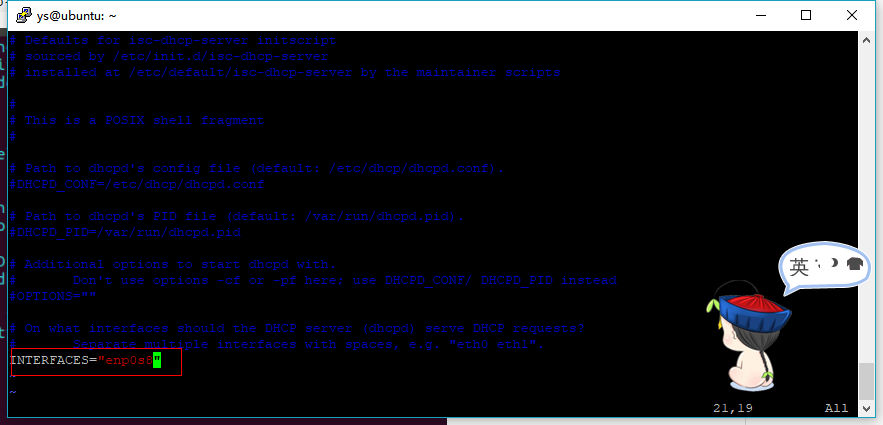 ys@ubuntu: ~
# Defaults for isc-dhcp-server initscript
# sourced by /etc/init.d/isc-dhcp-server
# installed at /etc/default/isc-dhcp-server by the maintainer scripts
#
# This is a POSIX shell fragment
#
# Path to dhcpd's config file (default: /etc/dhcp/dhcpd.conf).
#DHCPD_CONF=/etc/dhcp/dhcpd.conf
# Path to dhcpd's PID file (default: /var/run/dhcpd.pid).
#DHCPD_PID=/var/run/dhcpd.pid
# Additional options to start dhcpd with.
#       Don't use options -cf or -pf here; use DHCPD_CONF/ DHCPD_PID instead
#OPTIONS=""
# On what interfaces should the DHCP server (dhcpd) serve DHCP requests?
#       Separate multiple interfaces with spaces, e.g. "eth0 eth1".
INTERFACES="enp0s8"
~
~
21,19 All
英